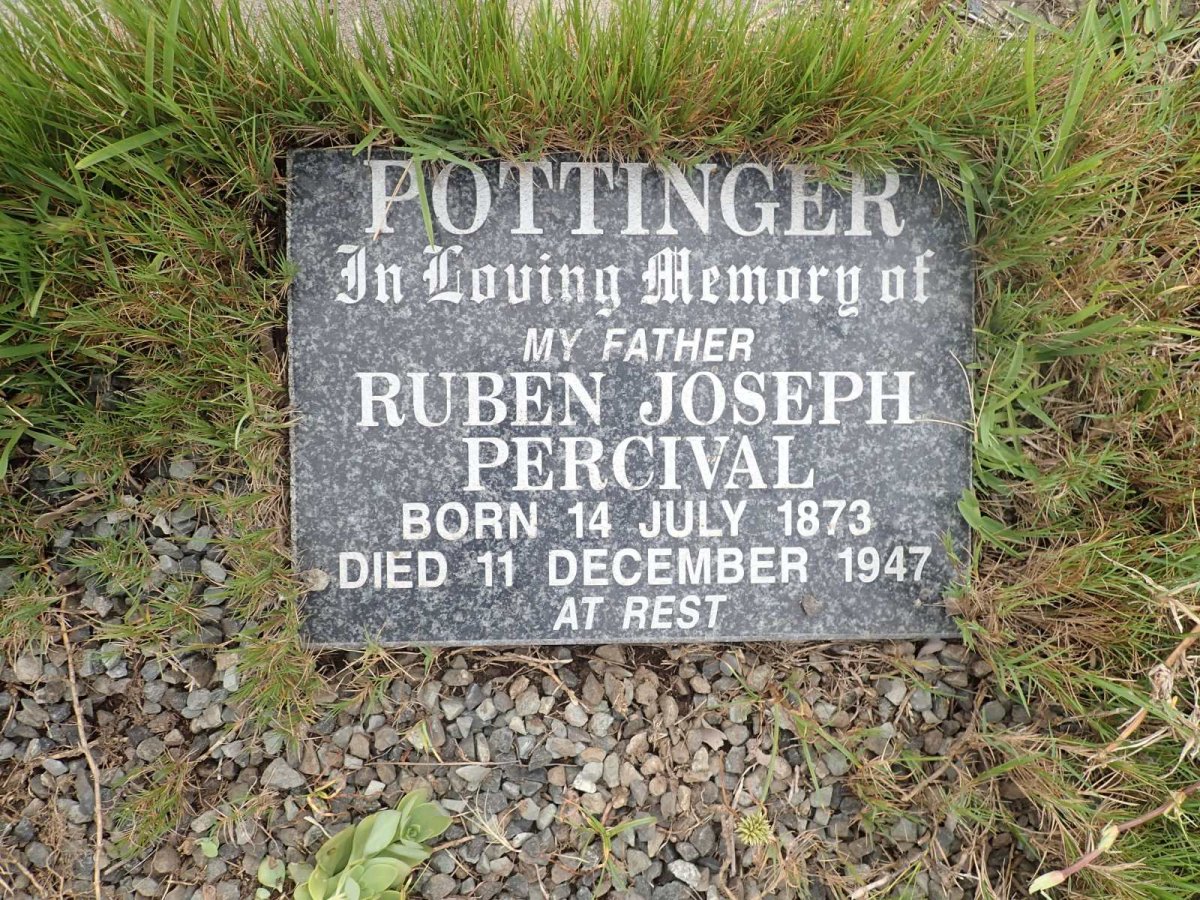 POTTINGER
In Loving Memory of
MY FATHER
RUBEN JOSEPH
PERCIVAL
BORN 14 JULY 1873
DIED 11 DECEMBER 1947
AT REST